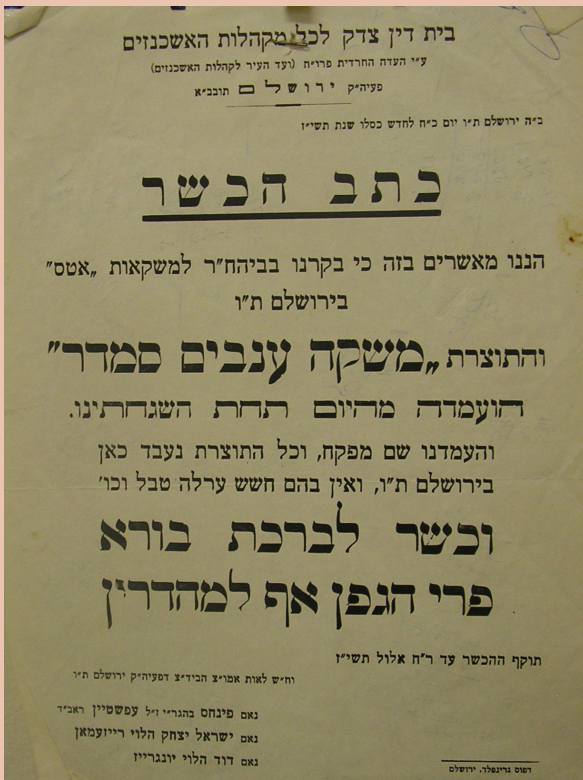 בית דין צדק לכל מקהלות האשכנזים
ע״י העדה החרדית פרו״ח (ועד העיר לקהלות האשכנזים)
פעיה״ק ירושלם תובב״א
ב״ה ירושלם ת״ו יום כ״ח לחדש כסלו שנת תשי״ז
כתב הכשר
הננו מאשרים בזה כי בקרנו בביהח״ר למשקאות „אטס״
בירושלם ת״ו
והתוצרת „משקה ענבים סמדר״
הועמדה מהיום תחת השגחתינו.
והעמדנו שם מפקח, וכל התוצרת נעבד כאן
בירושלם ת״ו, ואין בהם חשש ערלה טבל וכו׳
וכשר לברכת בורא
פרי הגפן אף למהדרין
תוקף ההכשר עד ר״ח אלול תשי״ז
וח״ש לאות אמו״צ הביד״צ דפעיה״ק ירושלם ת״ו
נאם פינחס בהגר״י ז״ל עפשטיין ראב״ד
נאם ישראל יצחק הלוי רייזמאן
נאם דוד הלוי יונגרייז
דפוס גרינפלד, ירושלם